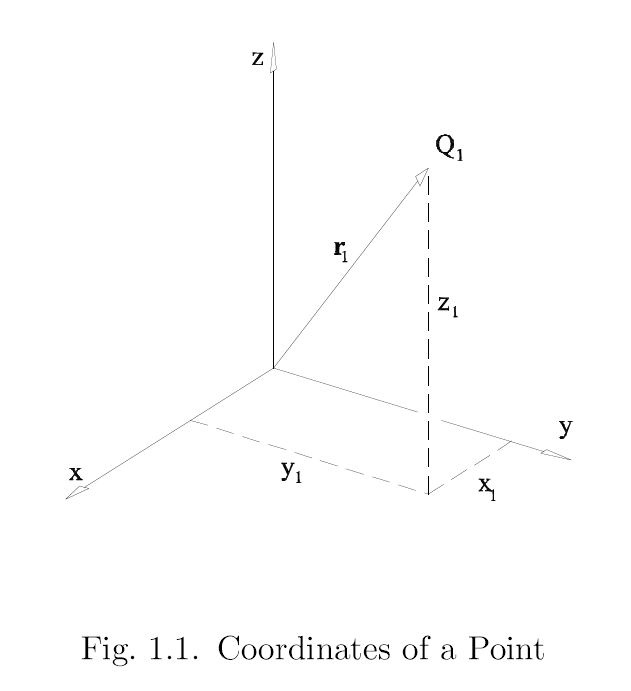 z
Q₁
r₁
z₁
y
x
y₁
x₁
Fig. 1.1. Coordinates of a Point